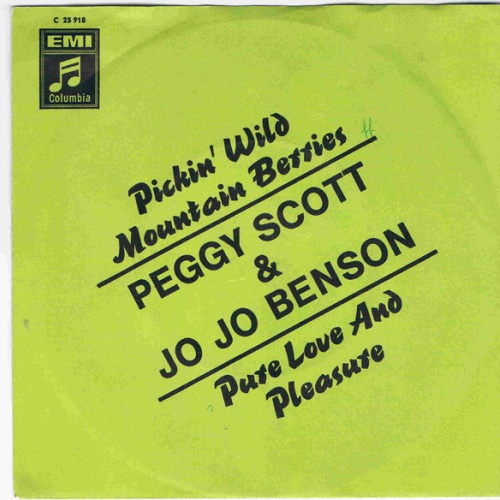 C 23 918
EMI
Columbia
Pickin' Wild
Mountain Berries
PEGGY SCOTT
&
JO JO BENSON
Pure Love And
Pleasure